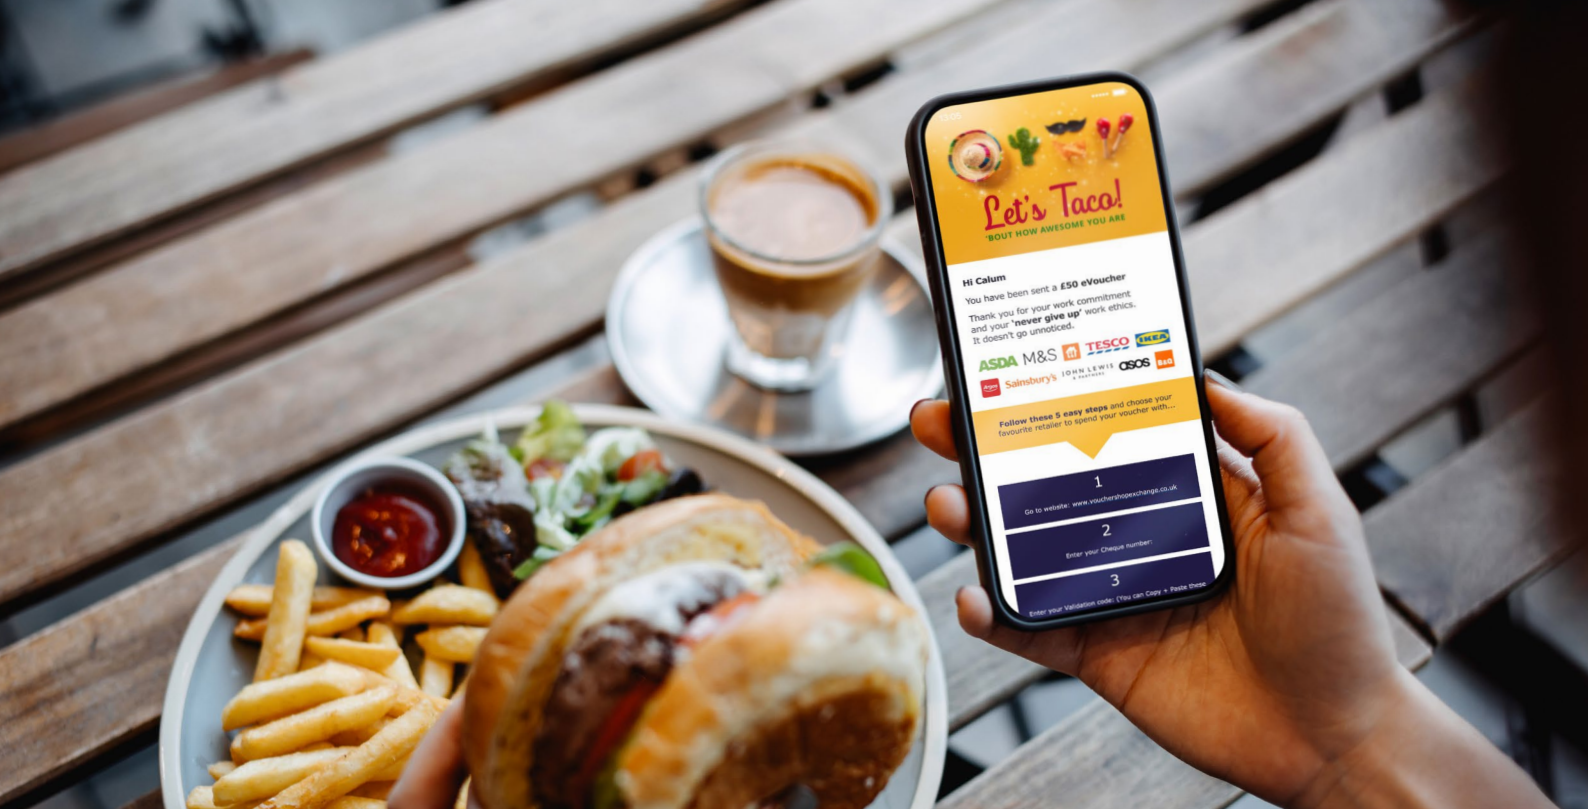 13:05
Let's Taco!
'BOUT HOW AWESOME YOU ARE
Hi Calum
You have been sent a £50 eVoucher
Thank you for your work commitment
and your 'never give up' work ethics.
It doesn't go unnoticed.
ASDA M&S TESCO IKEA
Argos Sainsbury's JOHN LEWIS & PARTNERS asos B&Q
Follow these 5 easy steps and choose your
favourite retailer to spend your voucher with...
1
Go to website: www.vouchershopexchange.co.uk
2
Enter your Cheque number:
3
Enter your Validation code: (You can Copy + Paste these